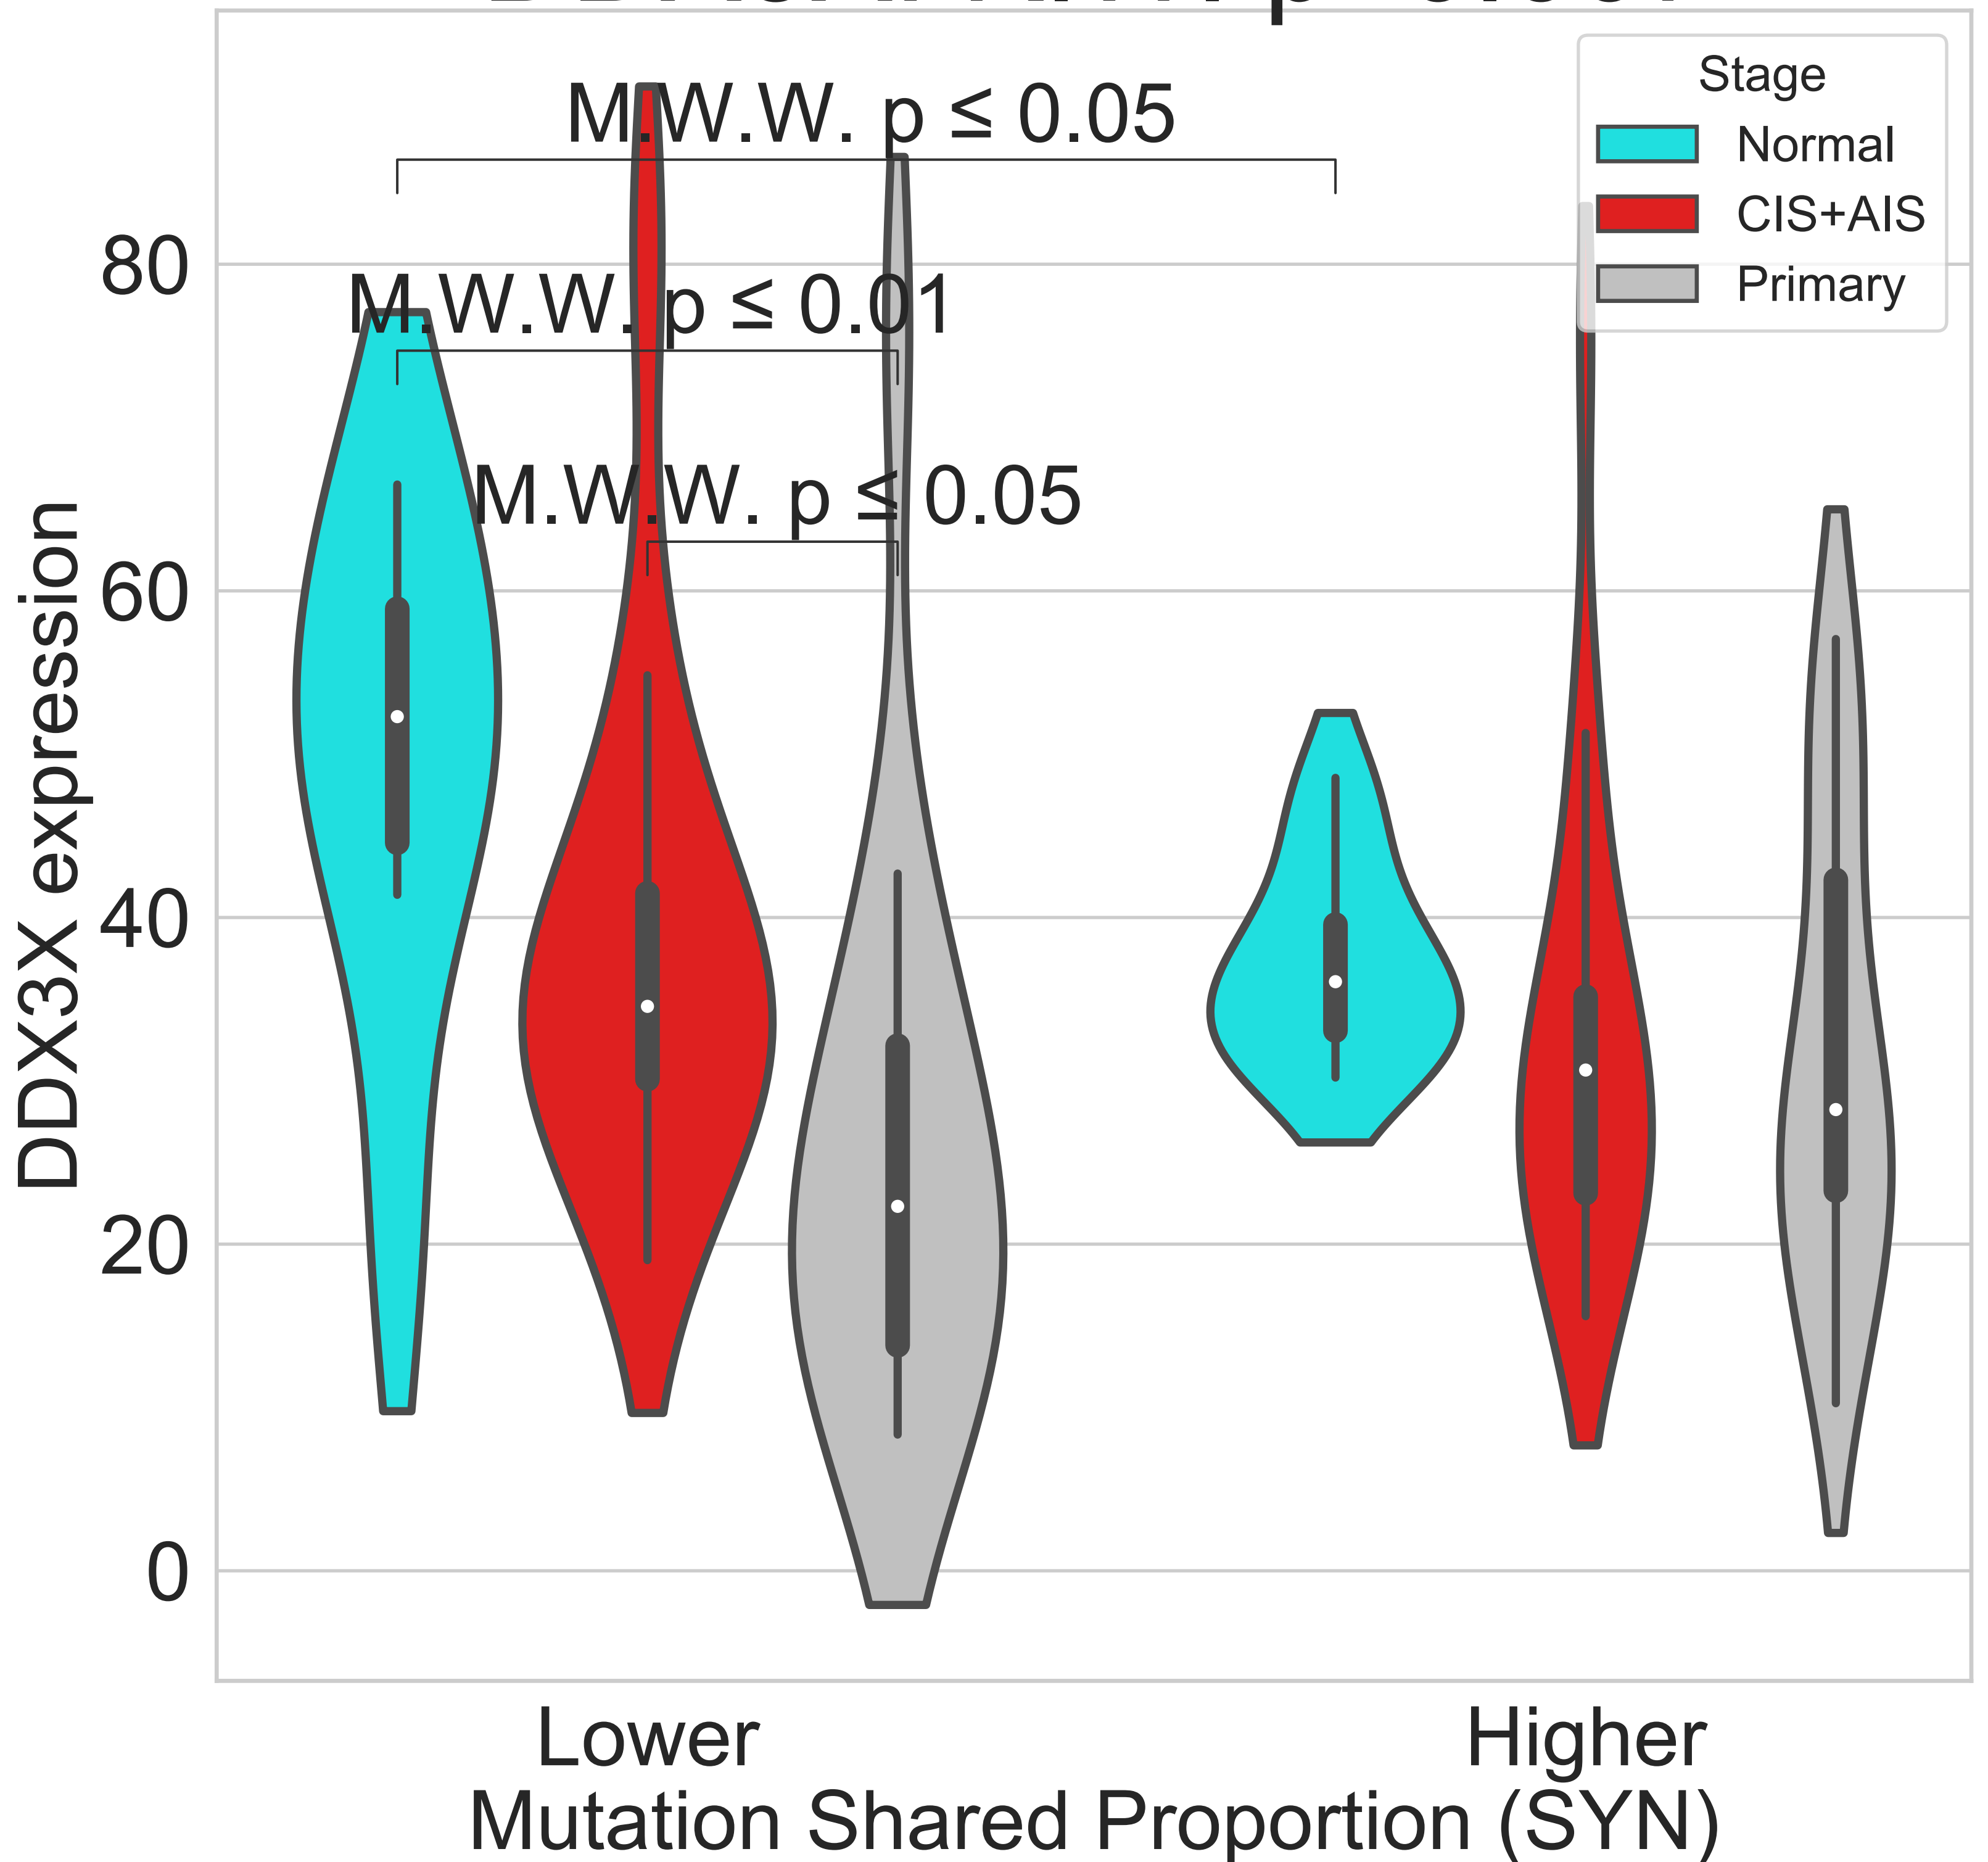 M.W.W. p ≤ 0.05
Stage
Normal
CIS+AIS
Primary
M.W.W. p ≤ 0.01
M.W.W. p ≤ 0.05
80
60
40
20
0
DDX3X expression
Lower
Higher
Mutation Shared Proportion (SYN)